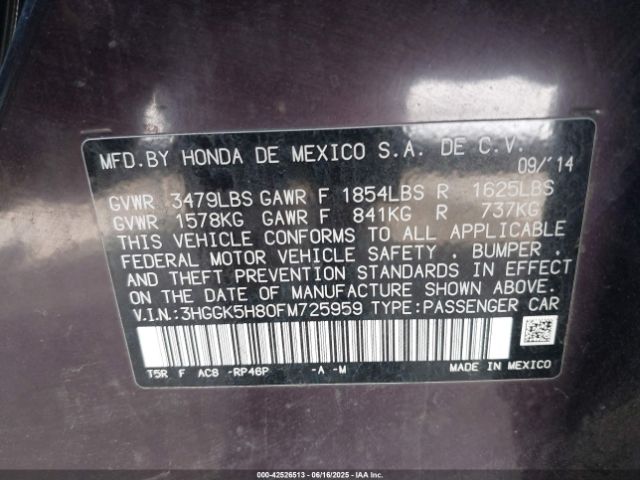 MFD.BY HONDA DE MEXICO S.A. DE C.V.
09/'14
GVWR 3479LBS GAWR F 1854LBS R 1625LBS
GVWR 1578KG GAWR F 841KG R 737KG
THIS VEHICLE CONFORMS TO ALL APPLICABLE
FEDERAL MOTOR VEHICLE SAFETY . BUMPER .
AND THEFT PREVENTION STANDARDS IN EFFECT
ON THE DATE OF MANUFACTURE SHOWN ABOVE.
V.I.N.:3HGGK5H80FM725959 TYPE:PASSENGER CAR
T5R F AC8 -RP46P -A -M MADE IN MEXICO
000-42526513 - 06/16/2025 - IAAI.COM